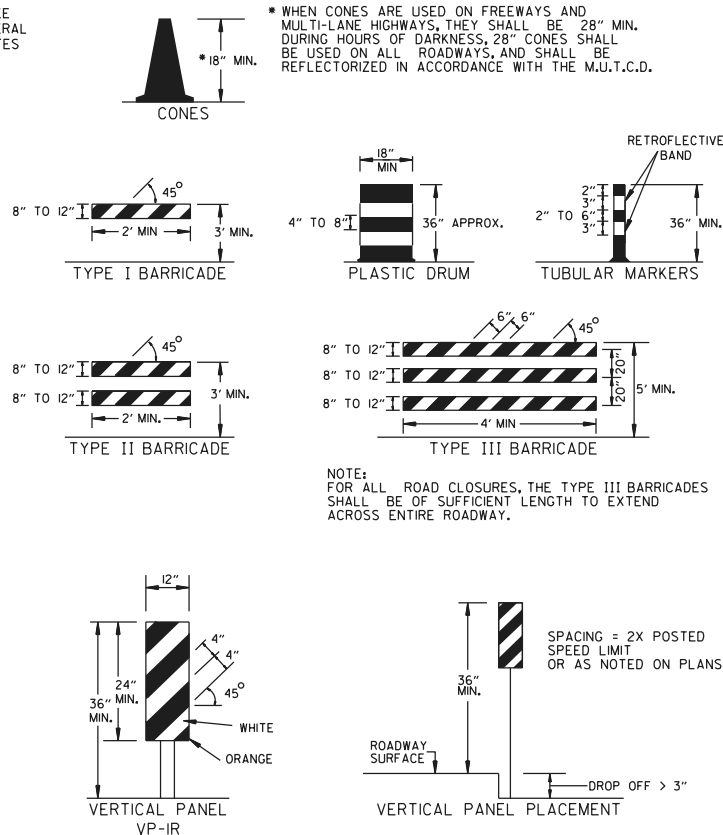 * WHEN CONES ARE USED ON FREEWAYS AND
MULTI-LANE HIGHWAYS, THEY SHALL BE 28" MIN.
DURING HOURS OF DARKNESS, 28" CONES SHALL
BE USED ON ALL ROADWAYS, AND SHALL BE
REFLECTORIZED IN ACCORDANCE WITH THE M.U.T.C.D.
* 18" MIN.
CONES
45°
8" TO 12"
2' MIN
3' MIN.
TYPE I BARRICADE
18"
MIN
4" TO 8"
36" APPROX.
PLASTIC DRUM
RETROFLECTIVE
BAND
2"
3"
2" TO 6"
3"
36" MIN.
TUBULAR MARKERS
45°
8" TO 12"
8" TO 12"
2' MIN.
3' MIN.
TYPE II BARRICADE
6" 6"
45°
8" TO 12"
8" TO 12"
8" TO 12"
20"
20"
5' MIN.
4' MIN
TYPE III BARRICADE
NOTE:
FOR ALL ROAD CLOSURES, THE TYPE III BARRICADES
SHALL BE OF SUFFICIENT LENGTH TO EXTEND
ACROSS ENTIRE ROADWAY.
12"
4"
4"
45°
24"
MIN.
36"
MIN.
WHITE
ORANGE
VERTICAL PANEL
VP-IR
36"
MIN.
SPACING = 2X POSTED
SPEED LIMIT
OR AS NOTED ON PLANS
ROADWAY
SURFACE
DROP OFF > 3"
VERTICAL PANEL PLACEMENT